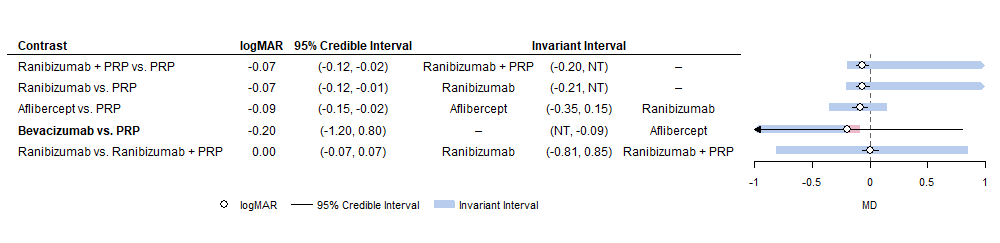 Contrast logMAR 95% Credible Interval Invariant Interval
Ranibizumab + PRP vs. PRP -0.07 (-0.12, -0.02) Ranibizumab + PRP (-0.20, NT) –
Ranibizumab vs. PRP -0.07 (-0.12, -0.01) Ranibizumab (-0.21, NT) –
Aflibercept vs. PRP -0.09 (-0.15, -0.02) Aflibercept (-0.35, 0.15) Ranibizumab
Bevacizumab vs. PRP -0.20 (-1.20, 0.80) – (NT, -0.09) Aflibercept
Ranibizumab vs. Ranibizumab + PRP 0.00 (-0.07, 0.07) Ranibizumab (-0.81, 0.85) Ranibizumab + PRP
-1 -0.5 0 0.5 1
MD
logMAR 95% Credible Interval Invariant Interval